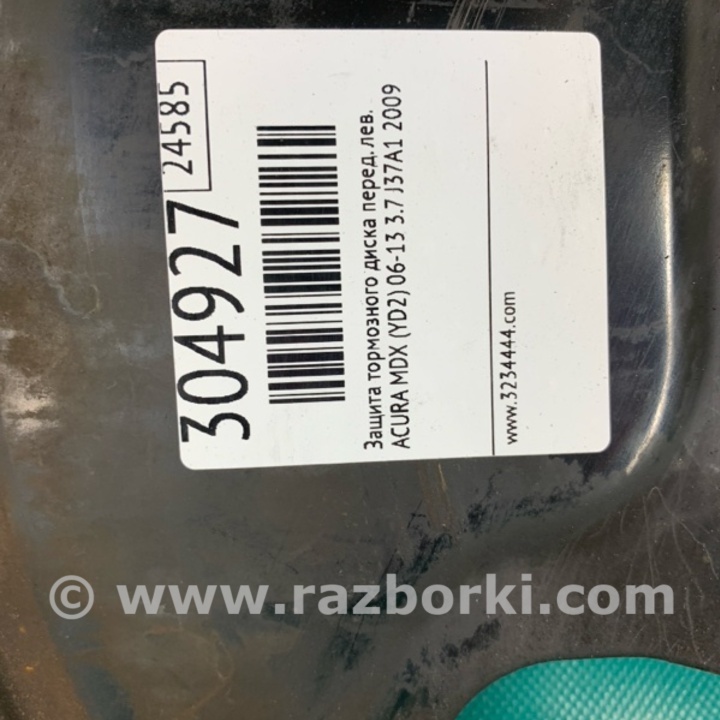 304927
24585
Защита тормозного диска перед. лев.
ACURA MDX (YD2) 06-13 3.7 J37A1 2009
www.3234444.com
© www.razborki.com